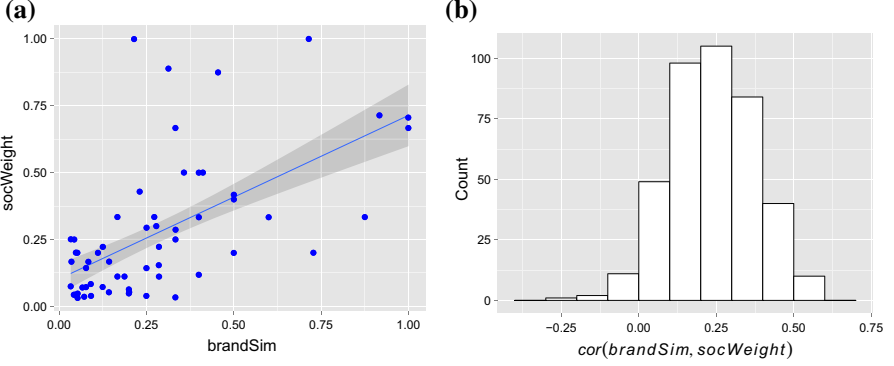 (a)
1.00
0.75
0.50
0.25
0.00
socWeight
0.00 0.25 0.50 0.75 1.00
brandSim
(b)
100
75
50
25
0
Count
−0.25 0.00 0.25 0.50 0.75
cor(brandSim, socWeight)